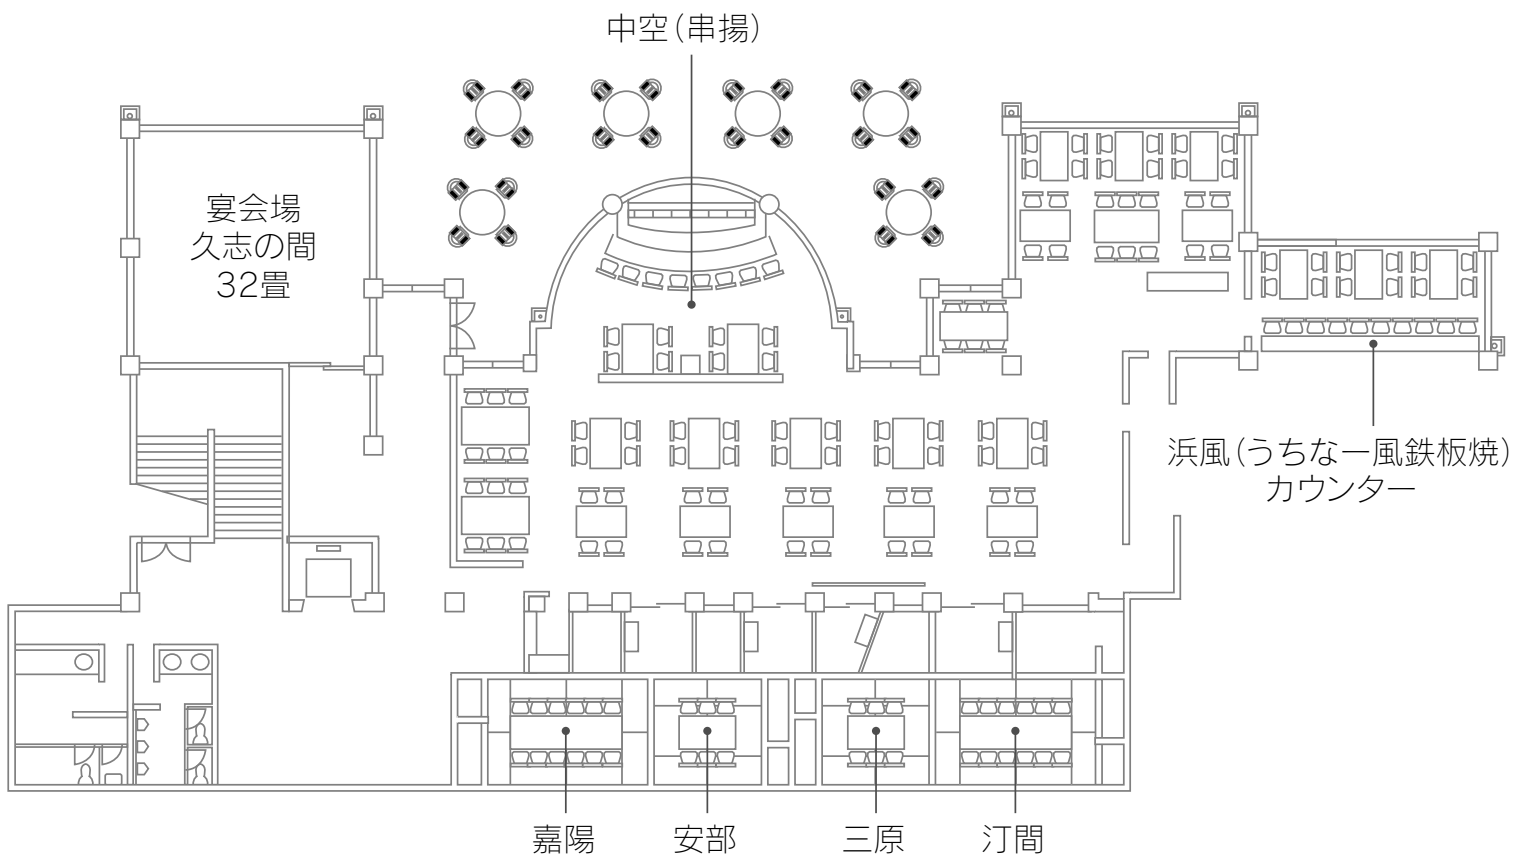 中空（串揚）
宴会場
久志の間
32畳
浜風（うちなー風鉄板焼）
カウンター
嘉陽
安部
三原
汀間